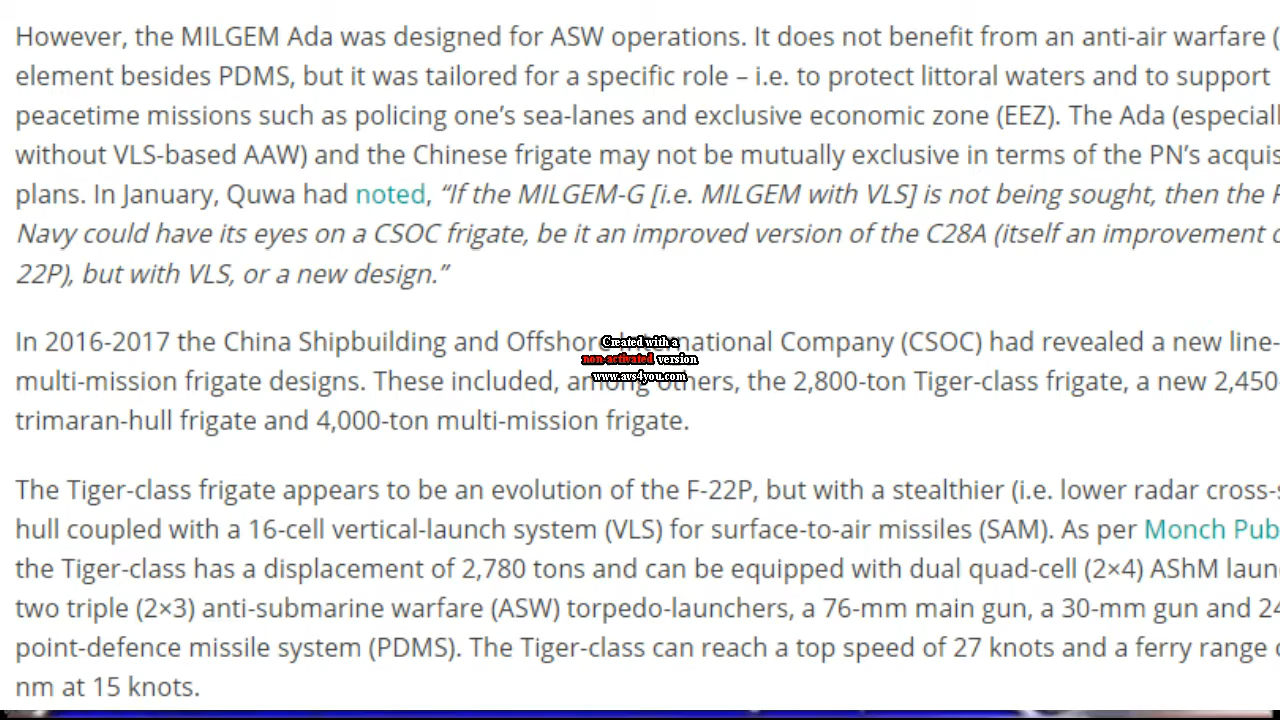 However, the MILGEM Ada was designed for ASW operations. It does not benefit from an anti-air warfare (
element besides PDMS, but it was tailored for a specific role – i.e. to protect littoral waters and to support
peacetime missions such as policing one's sea-lanes and exclusive economic zone (EEZ). The Ada (especiall
without VLS-based AAW) and the Chinese frigate may not be mutually exclusive in terms of the PN's acquis
plans. In January, Quwa had noted, “If the MILGEM-G [i.e. MILGEM with VLS] is not being sought, then the P
Navy could have its eyes on a CSOC frigate, be it an improved version of the C28A (itself an improvement o
22P), but with VLS, or a new design.”
In 2016-2017 the China Shipbuilding and Offshore International Company (CSOC) had revealed a new line-
multi-mission frigate designs. These included, among others, the 2,800-ton Tiger-class frigate, a new 2,450-
trimaran-hull frigate and 4,000-ton multi-mission frigate.
Created with a
non-activated version
www.avs4you.com
The Tiger-class frigate appears to be an evolution of the F-22P, but with a stealthier (i.e. lower radar cross-s
hull coupled with a 16-cell vertical-launch system (VLS) for surface-to-air missiles (SAM). As per Monch Pub
the Tiger-class has a displacement of 2,780 tons and can be equipped with dual quad-cell (2×4) AShM laun
two triple (2×3) anti-submarine warfare (ASW) torpedo-launchers, a 76-mm main gun, a 30-mm gun and 24
point-defence missile system (PDMS). The Tiger-class can reach a top speed of 27 knots and a ferry range o
nm at 15 knots.